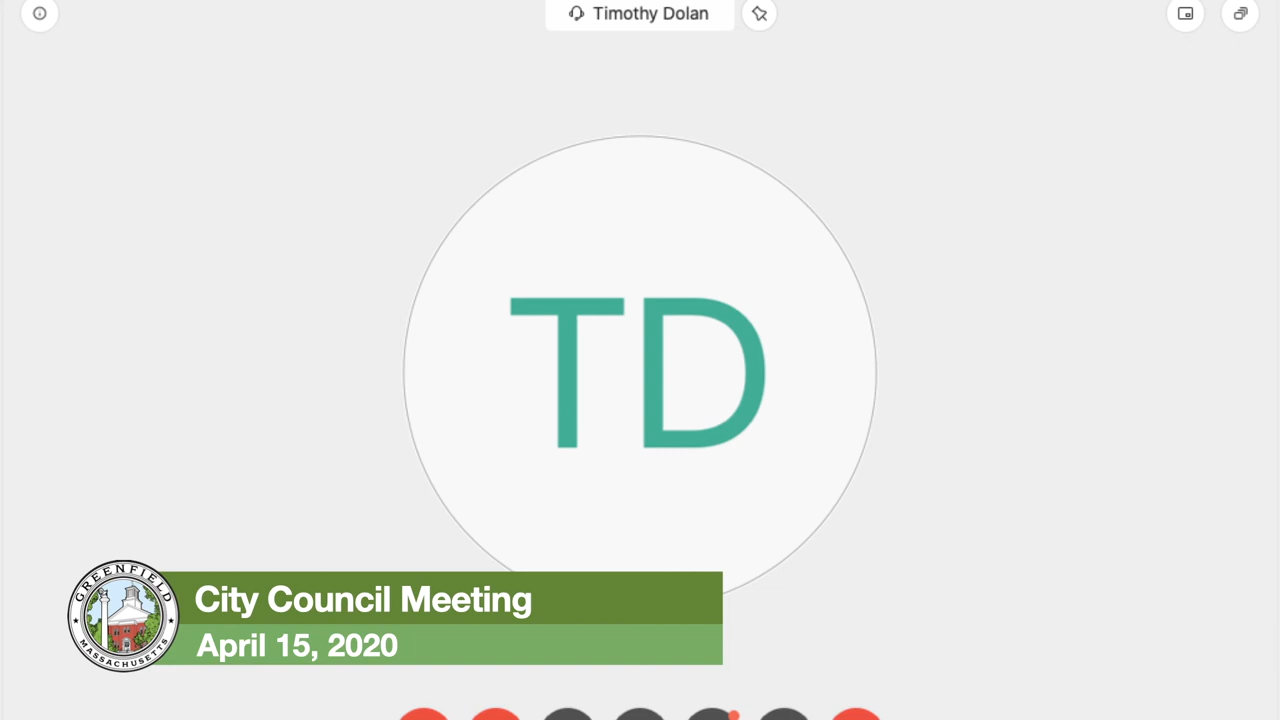 Timothy Dolan
TD
City Council Meeting
April 15, 2020
GREENFIELD
MASSACHUSETTS